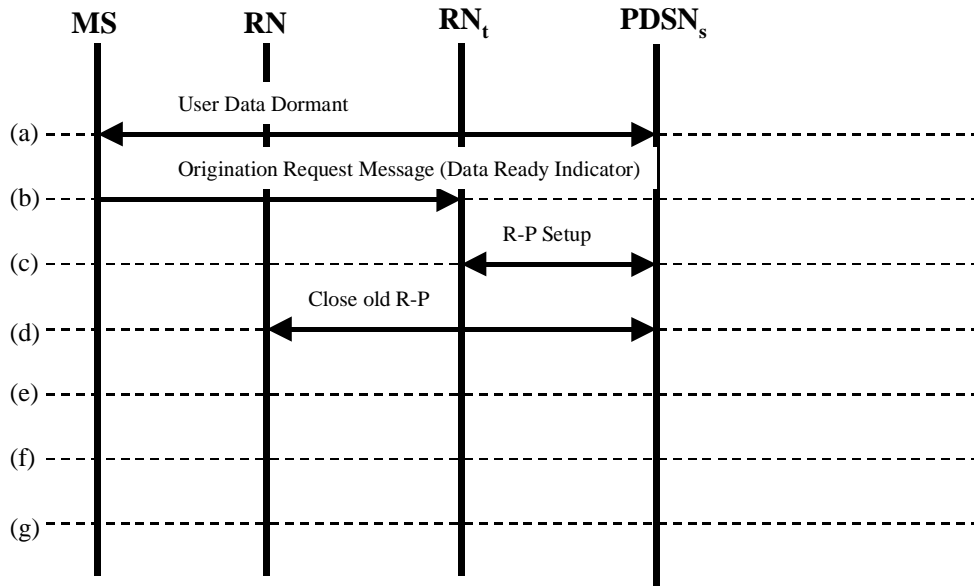 MS RN RNt PDSNs
User Data Dormant
(a)
Origination Request Message (Data Ready Indicator)
(b)
R-P Setup
(c)
Close old R-P
(d)
(e)
(f)
(g)